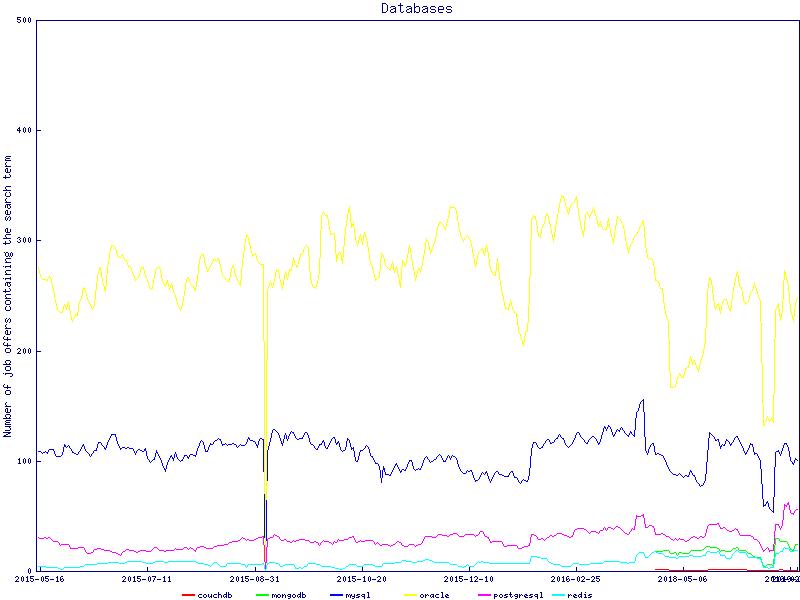 Databases
Number of job offers containing the search term
500
400
300
200
100
0
2015-05-16 2015-07-11 2015-08-31 2015-10-20 2015-12-10 2016-02-25 2018-05-06
couchdb mongodb mysql oracle postgresql redis